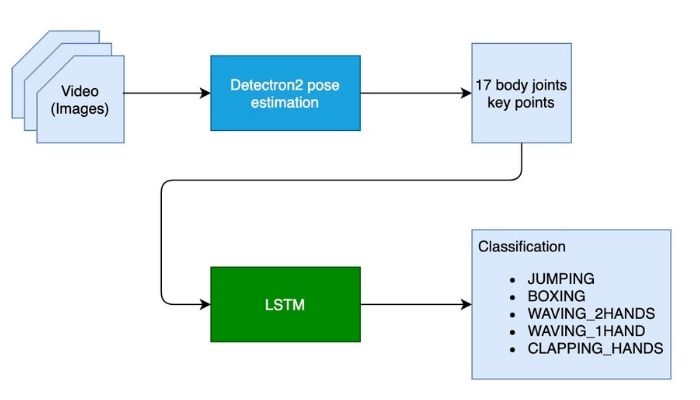 Video
(Images)
Detectron2 pose
estimation
17 body joints
key points
LSTM
Classification
• JUMPING
• BOXING
• WAVING_2HANDS
• WAVING_1HAND
• CLAPPING_HANDS